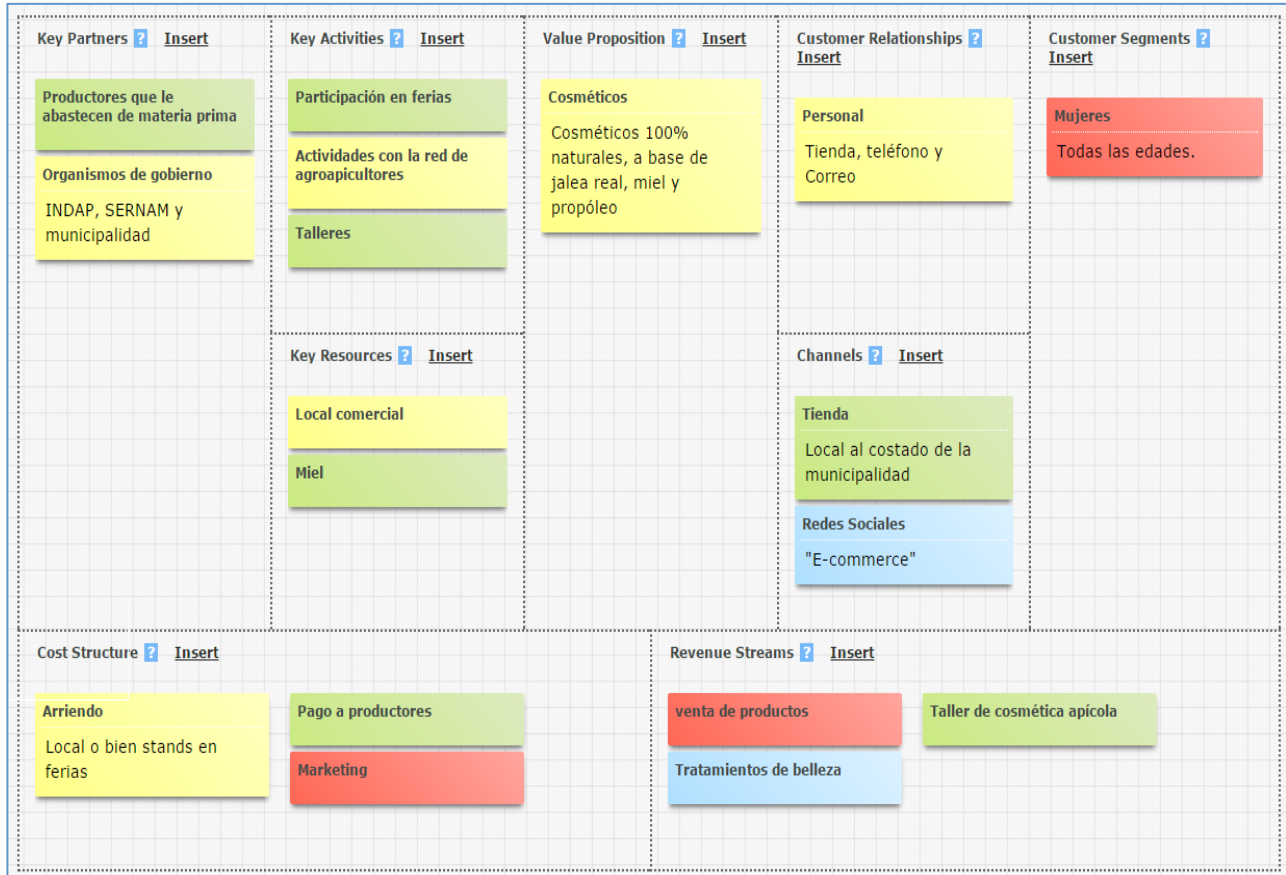 Key Partners ? Insert
Productores que le
abastecen de materia prima
Organismos de gobierno
INDAP, SERNAM y
municipalidad
Key Activities ? Insert
Participación en ferias
Actividades con la red de
agroapicultores
Talleres
Key Resources ? Insert
Local comercial
Miel
Value Proposition ? Insert
Cosméticos
Cosméticos 100%
naturales, a base de
jalea real, miel y
propóleo
Customer Relationships ?
Insert
Personal
Tienda, teléfono y
Correo
Channels ? Insert
Tienda
Local al costado de la
municipalidad
Redes Sociales
"E-commerce"
Customer Segments ?
Insert
Mujeres
Todas las edades.
Cost Structure ? Insert
Arriendo
Local o bien stands en
ferias
Pago a productores
Marketing
Revenue Streams ? Insert
venta de productos
Tratamientos de belleza
Taller de cosmética apícola